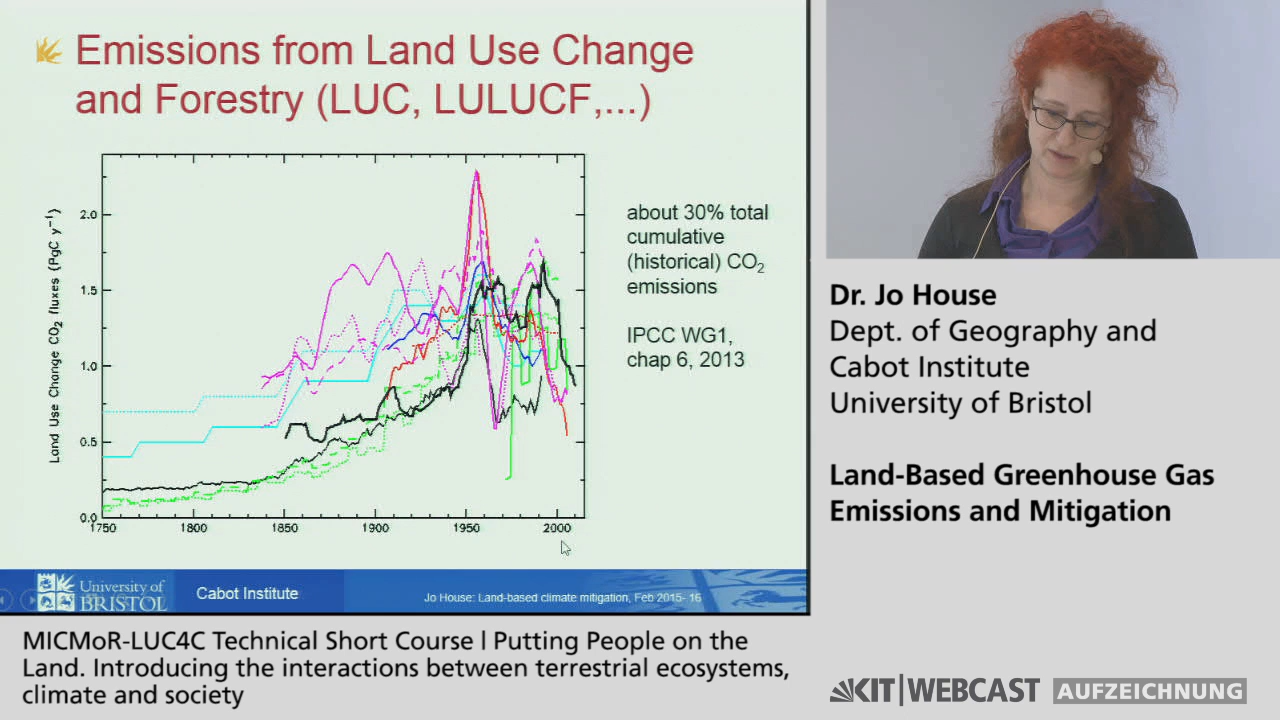 Emissions from Land Use Change
and Forestry (LUC, LULUCF,...)
Land Use Change CO2 fluxes (PgC y−1)
2.0
1.5
1.0
0.5
0.0
1750 1800 1850 1900 1950 2000
about 30% total
cumulative
(historical) CO2
emissions
IPCC WG1,
chap 6, 2013
University of
BRISTOL
Cabot Institute
Jo House: Land-based climate mitigation, Feb 2015- 16
Dr. Jo House
Dept. of Geography and
Cabot Institute
University of Bristol
Land-Based Greenhouse Gas
Emissions and Mitigation
MICMoR-LUC4C Technical Short Course | Putting People on the
Land. Introducing the interactions between terrestrial ecosystems,
climate and society
KIT|WEBCAST AUFZEICHNUNG